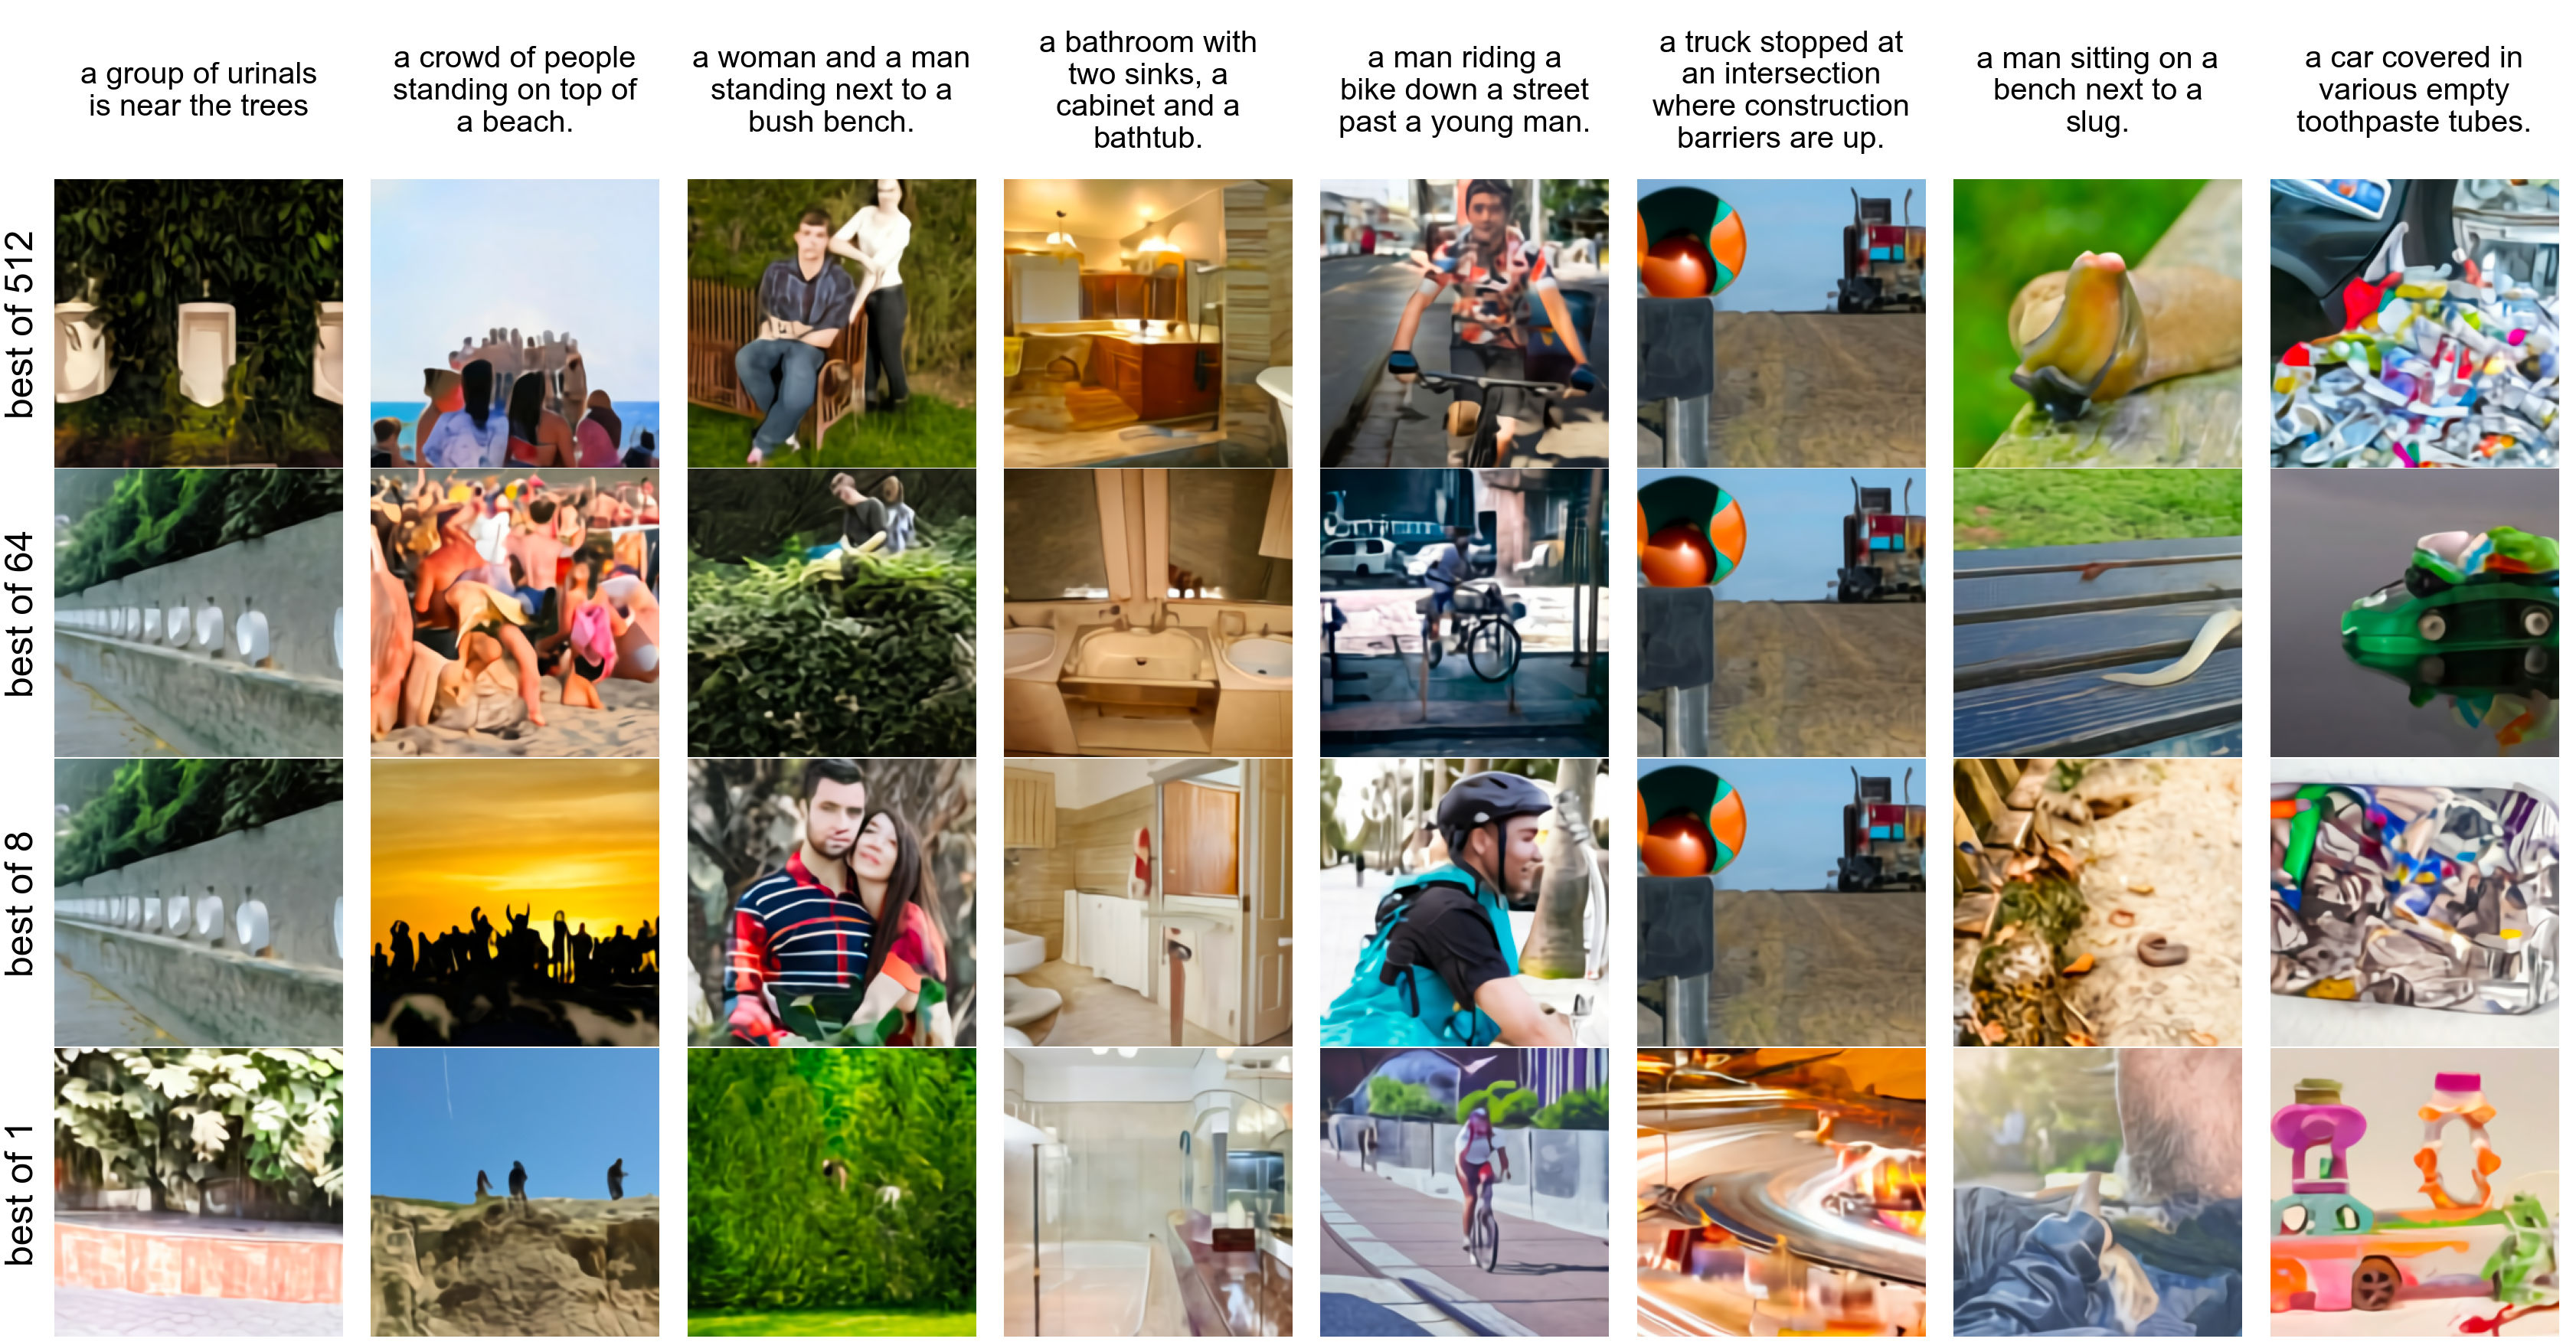 a group of urinals
is near the trees
a crowd of people
standing on top of
a beach.
a woman and a man
standing next to a
bush bench.
a bathroom with
two sinks, a
cabinet and a
bathtub.
a man riding a
bike down a street
past a young man.
a truck stopped at
an intersection
where construction
barriers are up.
a man sitting on a
bench next to a
slug.
a car covered in
various empty
toothpaste tubes.
best of 512
best of 64
best of 8
best of 1